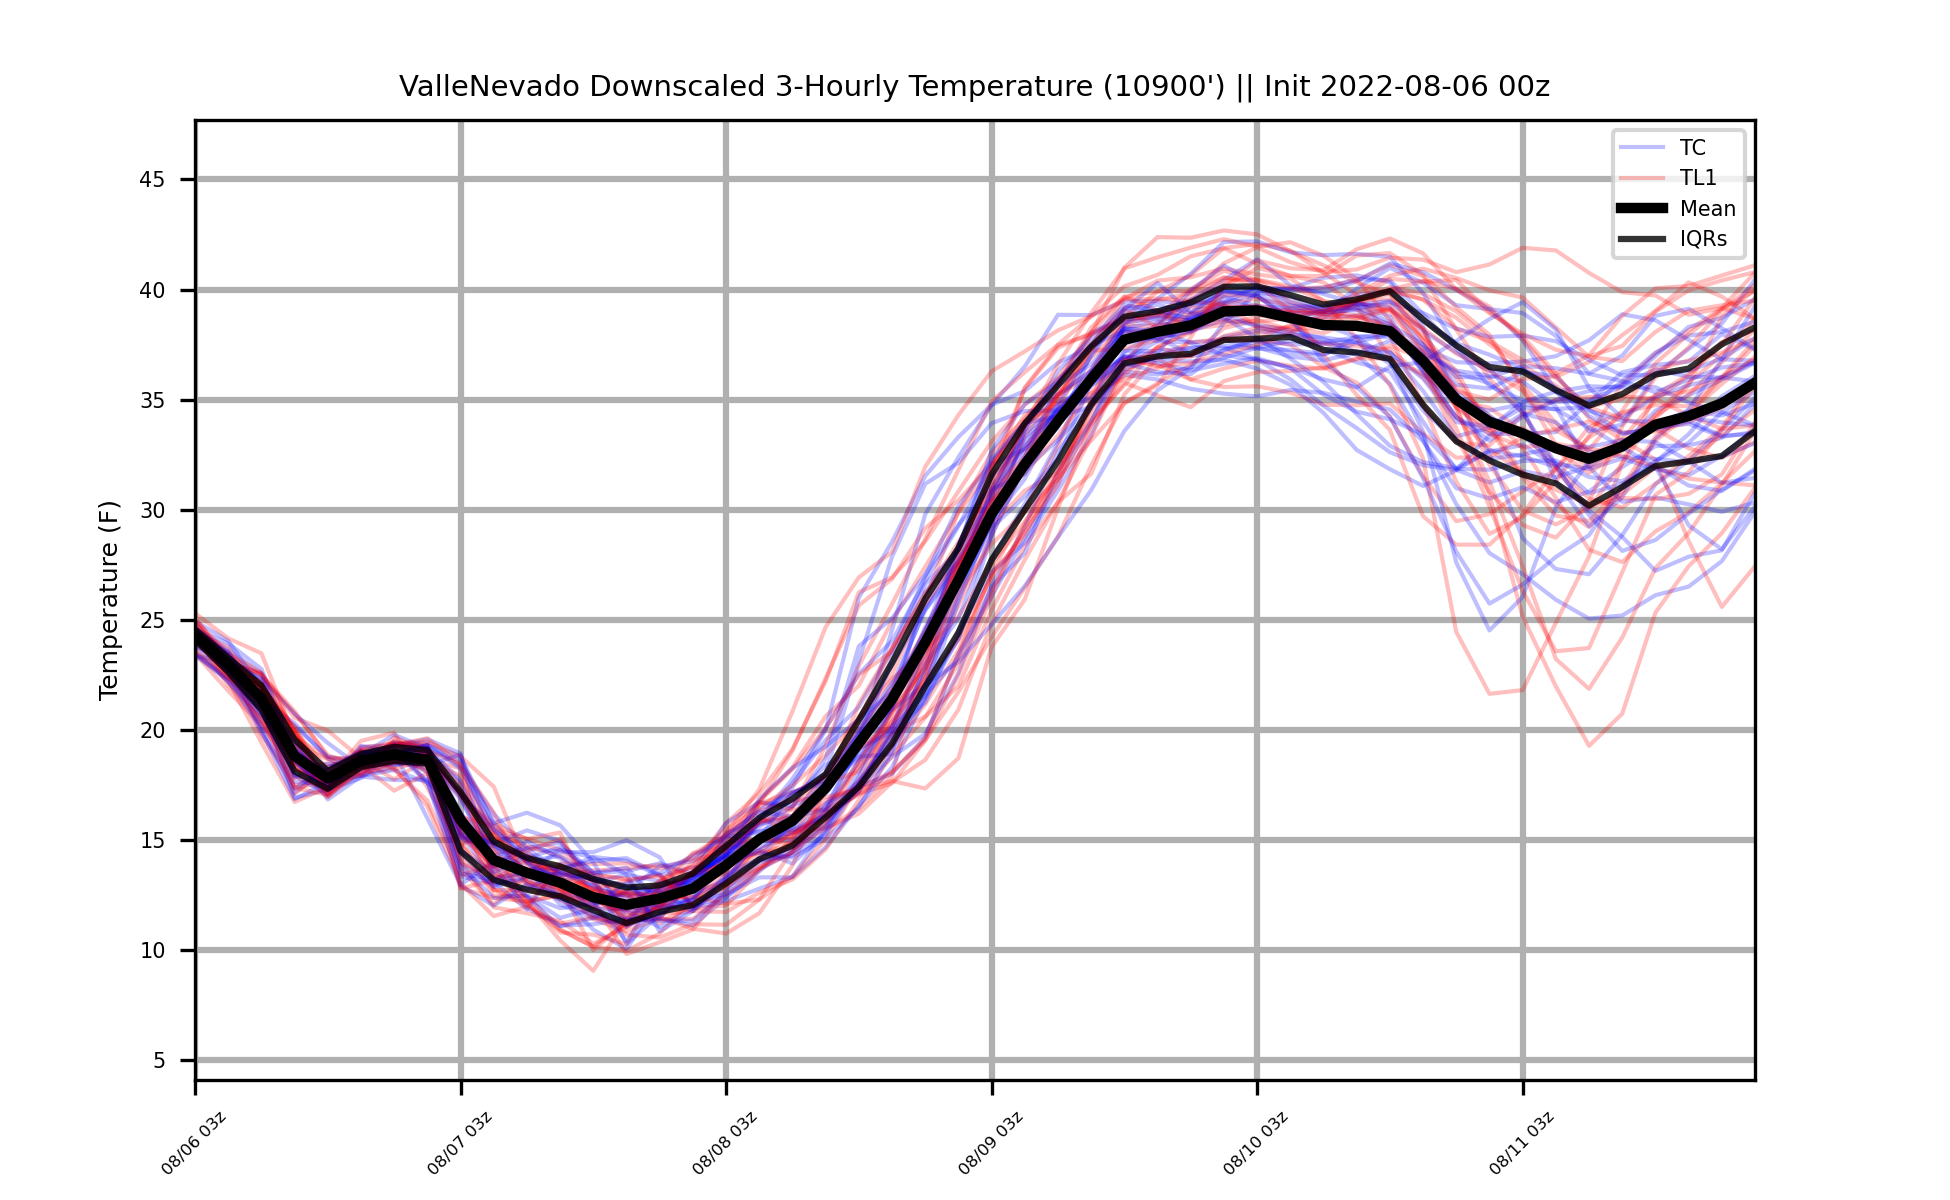 ValleNevado Downscaled 3-Hourly Temperature (10900') || Init 2022-08-06 00z
TC
TL1
Mean
IQRs
Temperature (F)
45
40
35
30
25
20
15
10
5
08/06 03z
08/07 03z
08/08 03z
08/09 03z
08/10 03z
08/11 03z